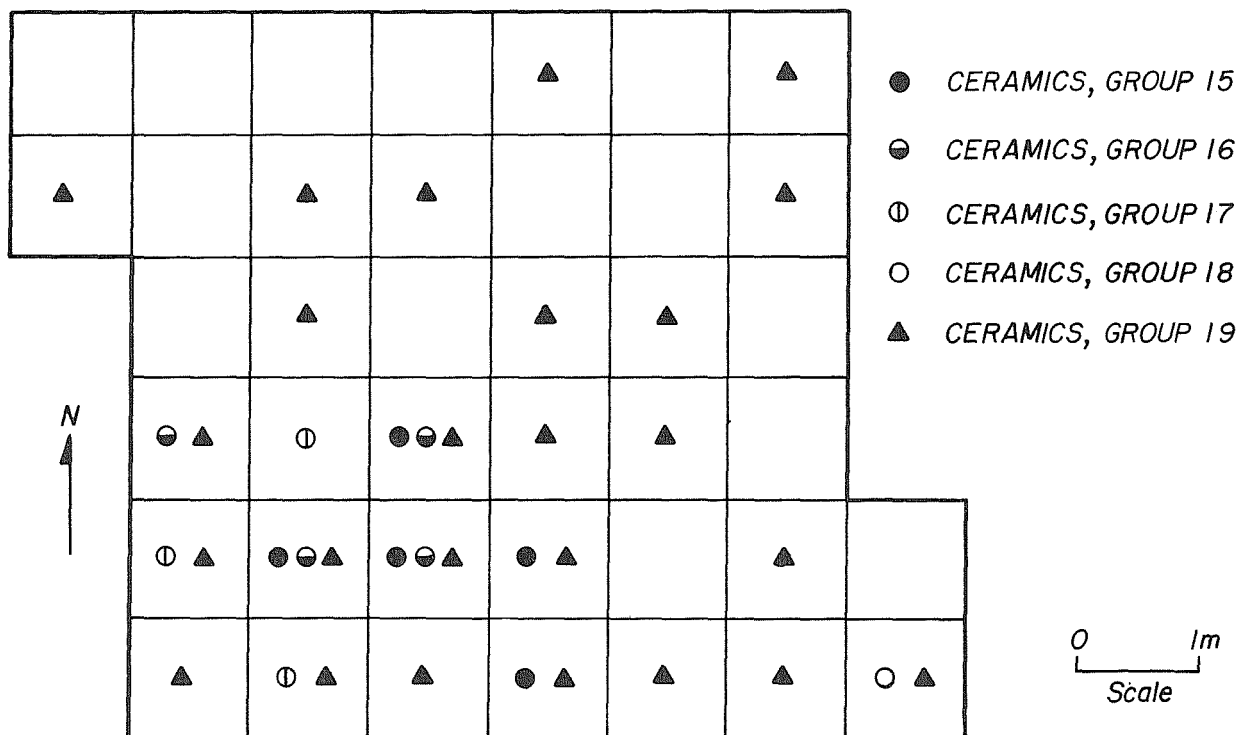 CERAMICS, GROUP 15
CERAMICS, GROUP 16
CERAMICS, GROUP 17
CERAMICS, GROUP 18
CERAMICS, GROUP 19
N
0 1m
Scale